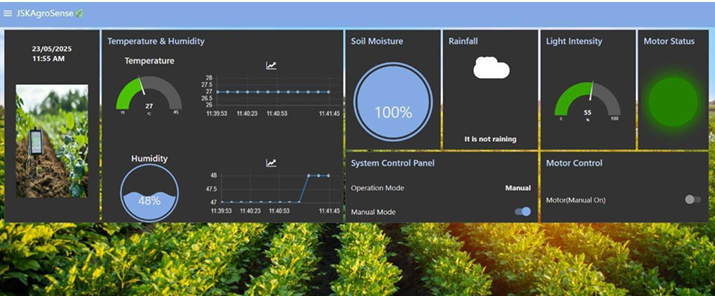 JSKAgroSense
23/05/2025
11:55 AM
Temperature & Humidity
Temperature
27
°C
45
28
27.5
27
26.5
26
11:39:53 11:40:23 11:40:53 11:41:45
Humidity
48%
48
47.5
47
11:39:53 11:40:23 11:40:53 11:41:45
Soil Moisture
100%
Rainfall
It is not raining
Light Intensity
55
%
0
100
Motor Status
System Control Panel
Operation Mode Manual
Manual Mode
Motor Control
Motor(Manual On)